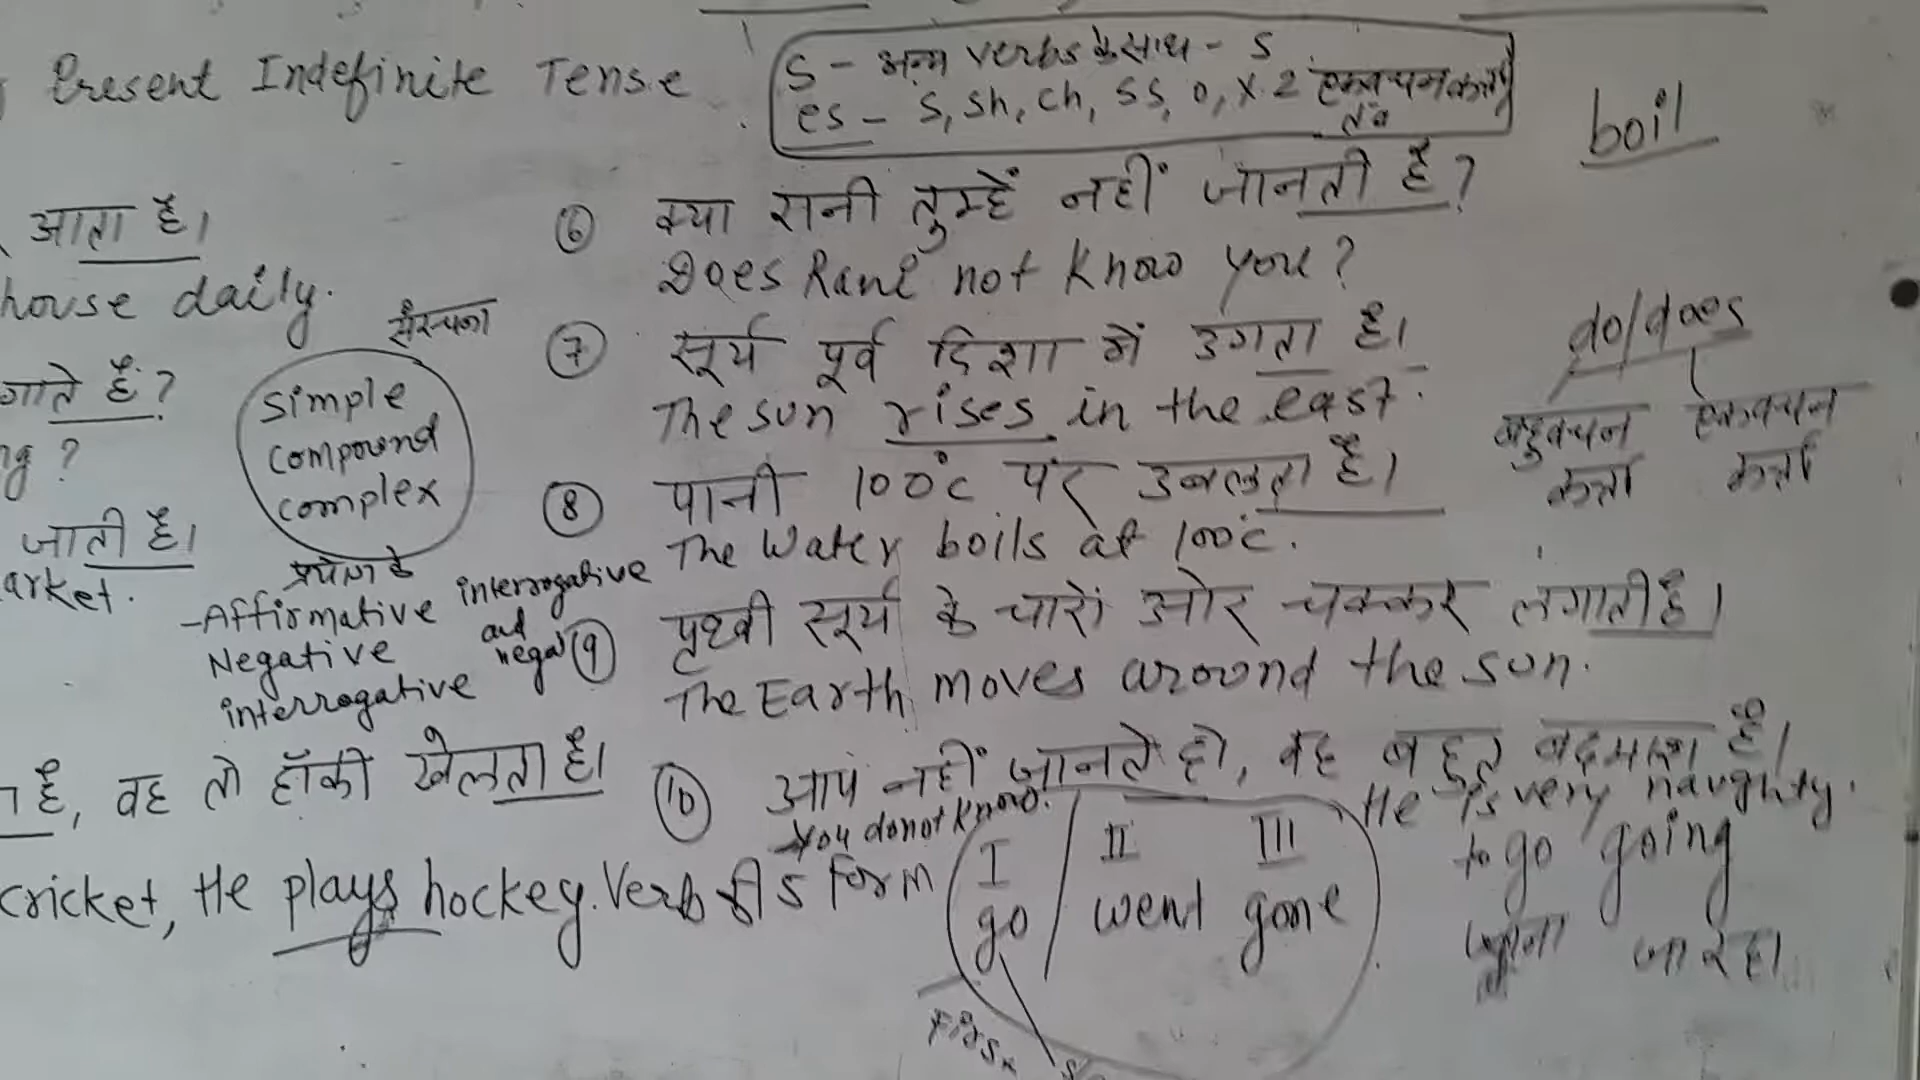 Present Indefinite Tense
S - अन्य verbs के साथ - S
es - S, sh, ch, ss, o, x, z एकवचन कर्ता
boil
आता है।
house daily.
गाते हैं?
ng?
जाती है।
arket.
संरचना
simple
compound
complex
प्रयोग के
- Affirmative
Negative
interrogative
interrogative
and
nega
है, वह तो हॉकी खेलता है।
cricket, He plays hockey.
⑥ क्या रानी तुम्हें नहीं जानती है?
Does Rani not know you?
⑦ सूर्य पूर्व दिशा में उगता है।
The sun rises in the east.
⑧ पानी 100°c पर उबलता है।
The Water boils at 100°c.
⑨ पृथ्वी सूर्य के चारों ओर चक्कर लगाती है।
The Earth moves around the sun.
⑩ आप नहीं जानते हो, वह बहुत बदमाश है।
You do not know. He is very naughty.
do/does
बहुवचन एकवचन
कर्ता कर्ता
Verb की 5 form
I II III
go went gone
to go going
जाना जा रहा